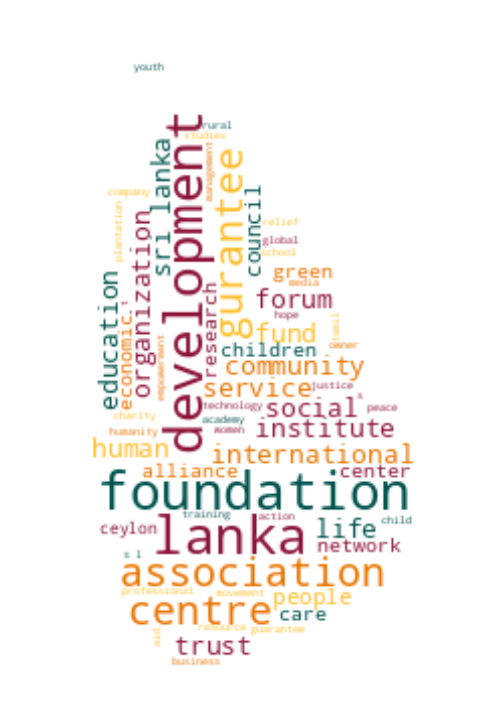 youth
rural
studies
development
sri lanka
management
gurantee
company
council
plantation
organization
relief
global
school
education
economic
research
green
media
forum
hope
fund
tamil
owner
empowerment
children
community
service
justice
s
charity
technology
social
peace
academy
humanity
women
institute
human
international
alliance
center
foundation
training
action
child
ceylon
lanka
life
network
s l
association
professional
movement
people
centre
care
resource
guarantee
aid
trust
business